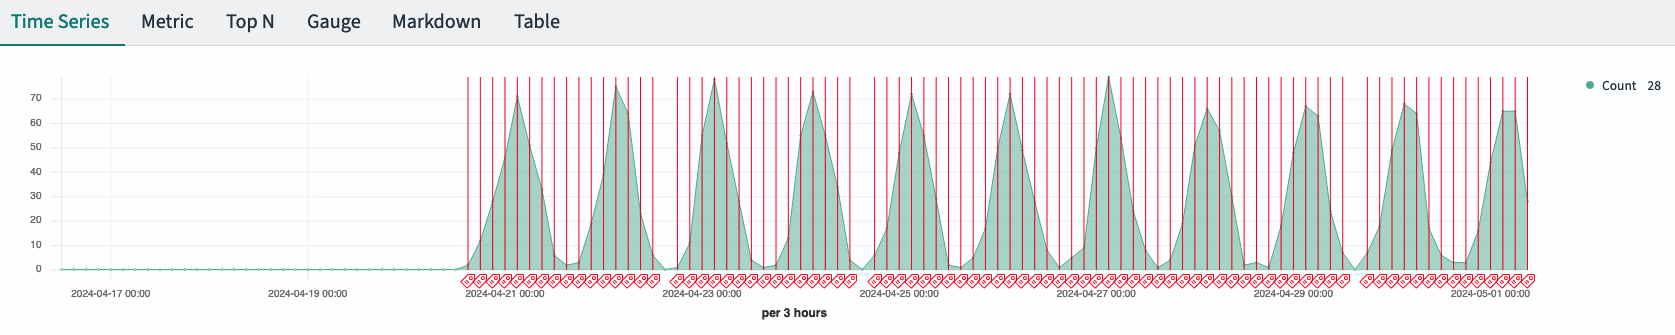 Time Series Metric Top N Gauge Markdown Table
Count 28
70
60
50
40
30
20
10
0
2024-04-17 00:00 2024-04-19 00:00 2024-04-21 00:00 2024-04-23 00:00 2024-04-25 00:00 2024-04-27 00:00 2024-04-29 00:00 2024-05-01 00:00
per 3 hours